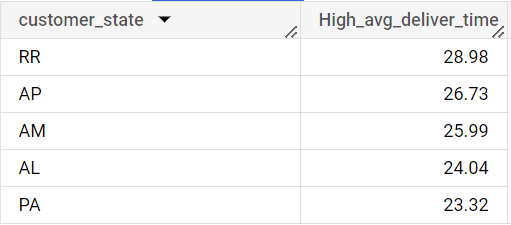 customer_state High_avg_deliver_time
RR 28.98
AP 26.73
AM 25.99
AL 24.04
PA 23.32